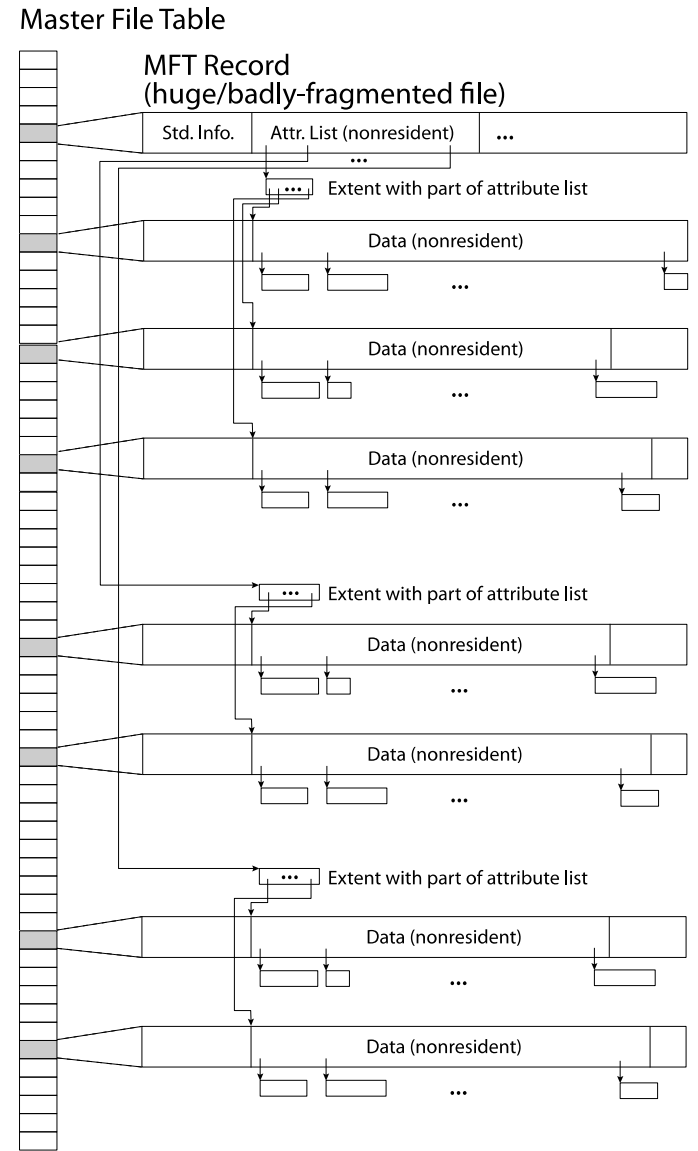 Master File Table
MFT Record
(huge/badly-fragmented file)
Std. Info.
Attr. List (nonresident)
...
...
...
Extent with part of attribute list
Data (nonresident)
...
Data (nonresident)
...
Data (nonresident)
...
...
Extent with part of attribute list
Data (nonresident)
...
Data (nonresident)
...
...
Extent with part of attribute list
Data (nonresident)
...
Data (nonresident)
...